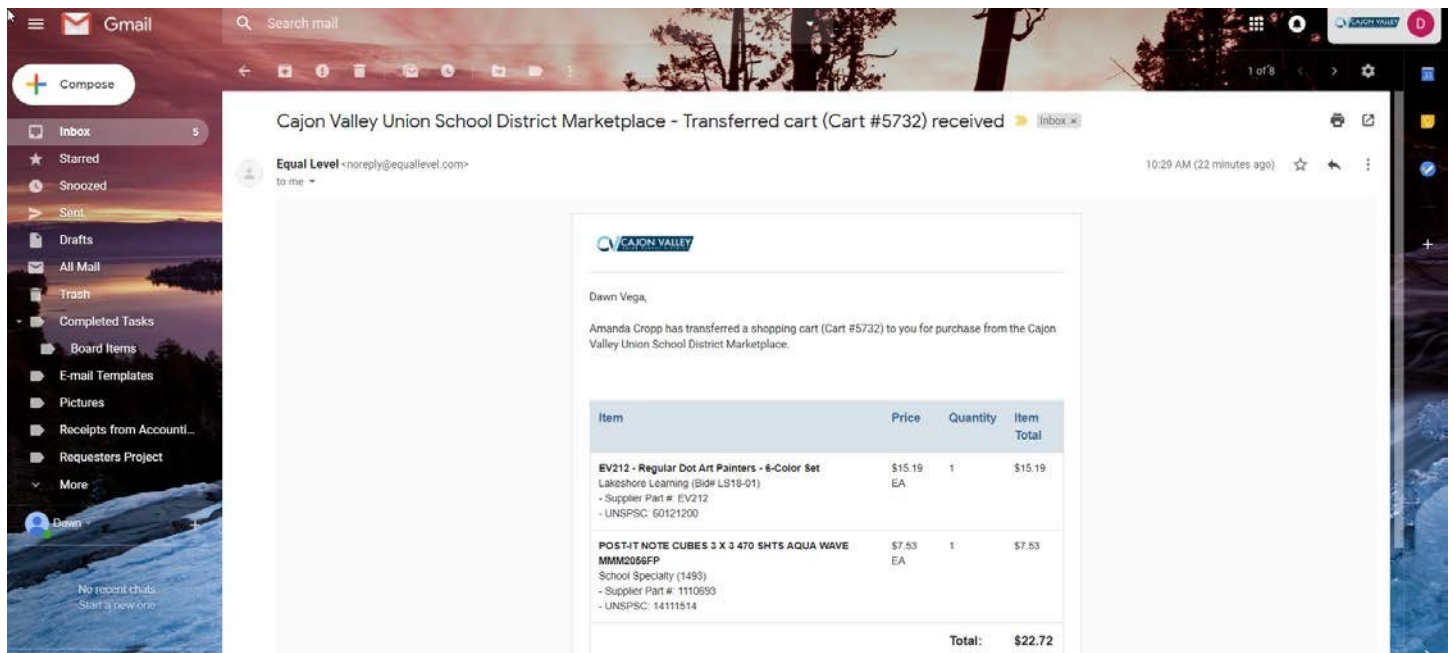 Gmail
Search mail
CAJON VALLEY
D
Compose
1 of 8
Inbox 5
Starred
Snoozed
Sent
Drafts
All Mail
Trash
Completed Tasks
Board Items
E-mail Templates
Pictures
Receipts from Accounti...
Requesters Project
More
Dawn
No recent chats
Start a new one
Cajon Valley Union School District Marketplace - Transferred cart (Cart #5732) received Inbox x
Equal Level <noreply@equallevel.com> 10:29 AM (22 minutes ago)
to me
CV CAJON VALLEY
Dawn Vega,
Amanda Cropp has transferred a shopping cart (Cart #5732) to you for purchase from the Cajon
Valley Union School District Marketplace.
Item Price Quantity Item
Total
EV212 - Regular Dot Art Painters - 6-Color Set $15.19 1 $15.19
Lakeshore Learning (Bid# LS18-01) EA
- Supplier Part #: EV212
- UNSPSC: 60121200
POST-IT NOTE CUBES 3 X 3 470 SHTS AQUA WAVE $7.53 1 $7.53
MMM2056FP EA
School Specialty (1493)
- Supplier Part #: 1110693
- UNSPSC: 14111514
Total: $22.72